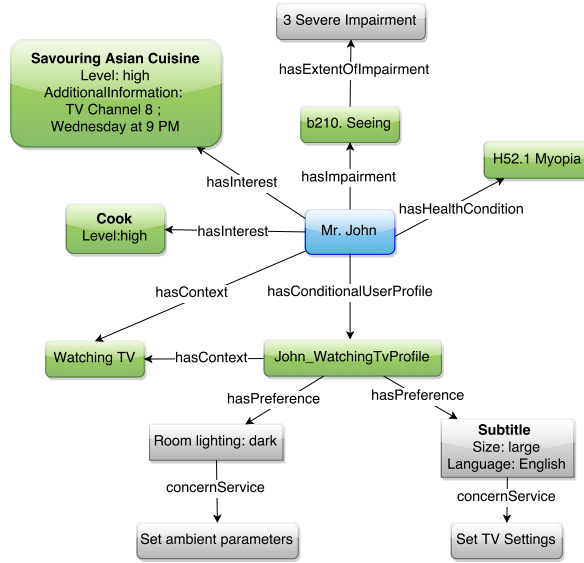 3 Severe Impairment
Savouring Asian Cuisine
Level: high
AdditionalInformation:
TV Channel 8 ;
Wednesday at 9 PM
hasExtentOfImpairment
b210. Seeing
H52.1 Myopia
hasInterest
hasImpairment
hasHealthCondition
Cook
Level:high
hasInterest
Mr. John
hasContext
hasConditionalUserProfile
Watching TV
hasContext
John_WatchingTvProfile
hasPreference
hasPreference
Room lighting: dark
Subtitle
Size: large
Language: English
concernService
concernService
Set ambient parameters
Set TV Settings